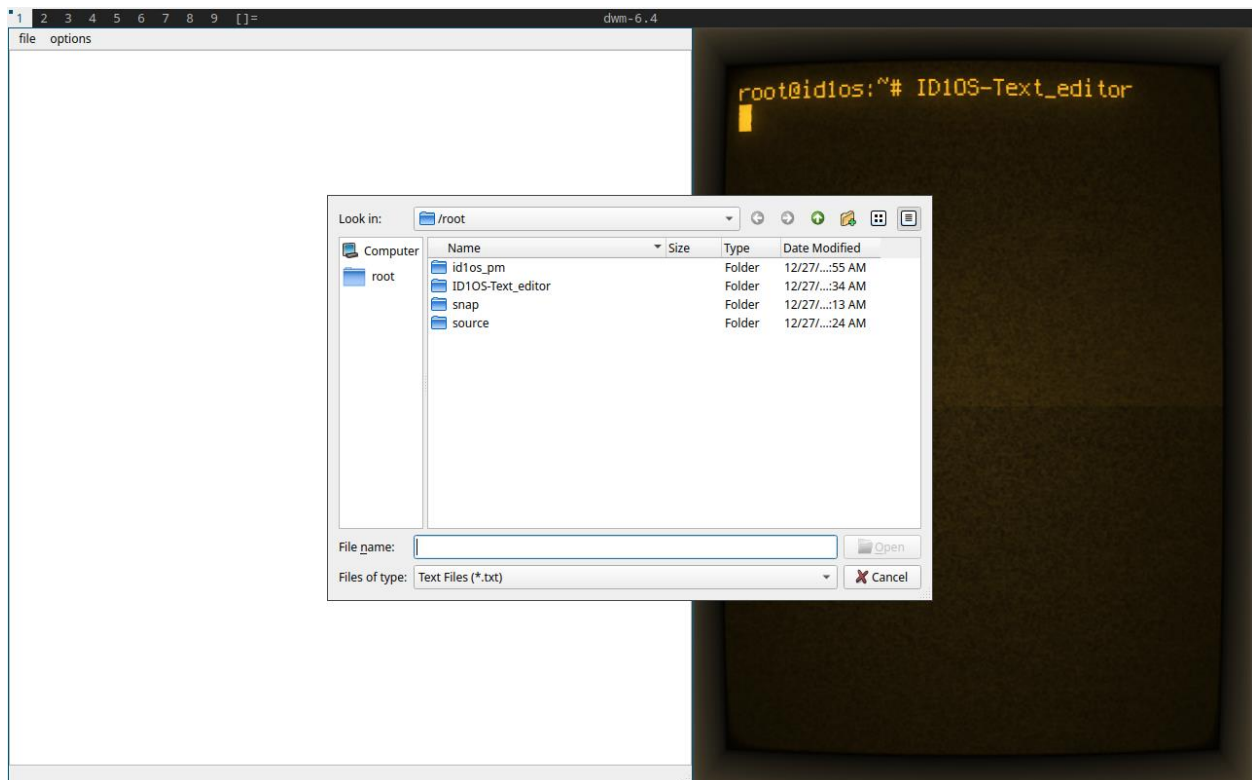 1 2 3 4 5 6 7 8 9 []= dwm-6.4
file options
root@id1os:~# ID1OS-Text_editor
Look in: /root
Computer
root
Name Size Type Date Modified
id1os_pm Folder 12/27/...:55 AM
ID1OS-Text_editor Folder 12/27/...:34 AM
snap Folder 12/27/...:13 AM
source Folder 12/27/...:24 AM
File name: Open
Files of type: Text Files (*.txt) Cancel